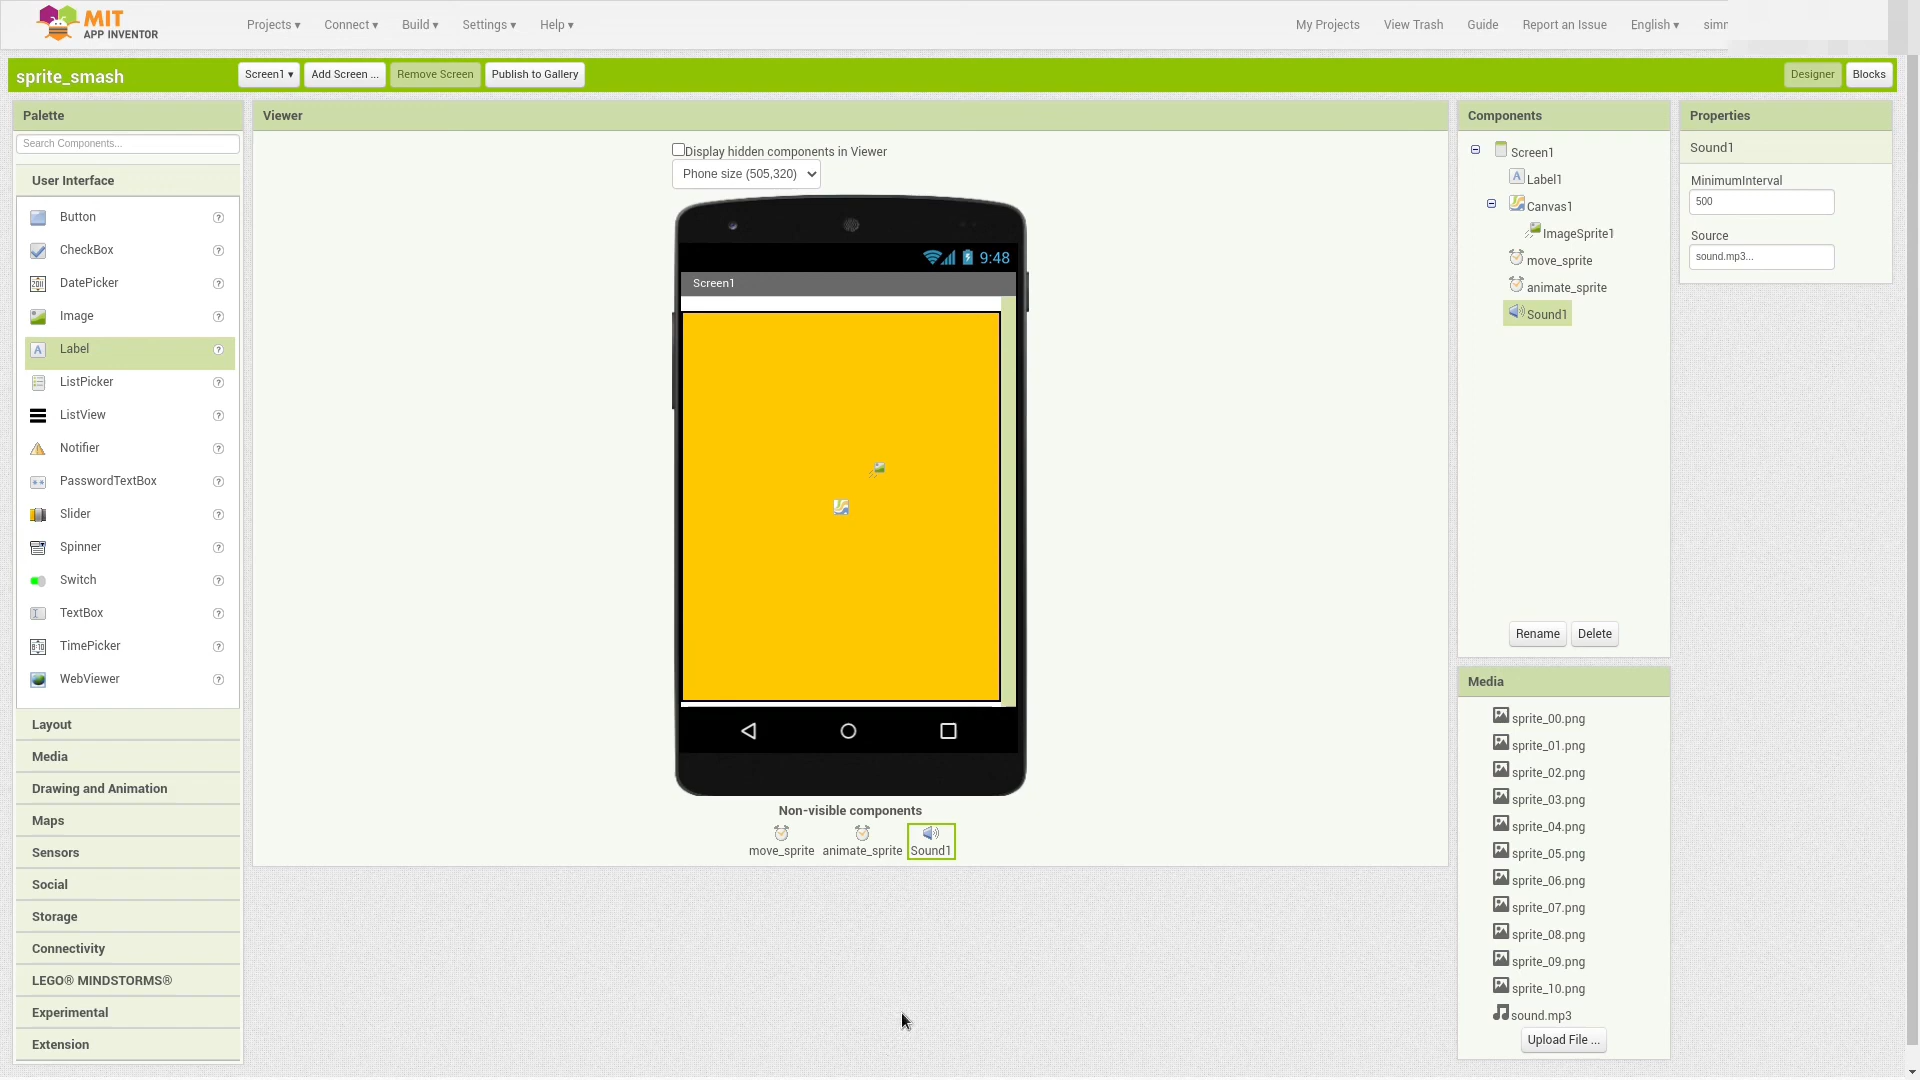 MIT
APP INVENTOR
Projects ▾
Connect ▾
Build ▾
Settings ▾
Help ▾
My Projects
View Trash
Guide
Report an Issue
English ▾
sprite_smash
Screen1 ▾
Add Screen ...
Remove Screen
Publish to Gallery
Designer
Blocks
Palette
Search Components...
User Interface
Button
CheckBox
DatePicker
Image
Label
ListPicker
ListView
Notifier
PasswordTextBox
Slider
Spinner
Switch
TextBox
TimePicker
WebViewer
Layout
Media
Drawing and Animation
Maps
Sensors
Social
Storage
Connectivity
LEGO® MINDSTORMS®
Experimental
Extension
Viewer
Display hidden components in Viewer
Phone size (505,320)
9:48
Screen1
Non-visible components
move_sprite
animate_sprite
Sound1
Components
Screen1
Label1
Canvas1
ImageSprite1
move_sprite
animate_sprite
Sound1
Rename
Delete
Media
sprite_00.png
sprite_01.png
sprite_02.png
sprite_03.png
sprite_04.png
sprite_05.png
sprite_06.png
sprite_07.png
sprite_08.png
sprite_09.png
sprite_10.png
sound.mp3
Upload File ...
Properties
Sound1
MinimumInterval
500
Source
sound.mp3...